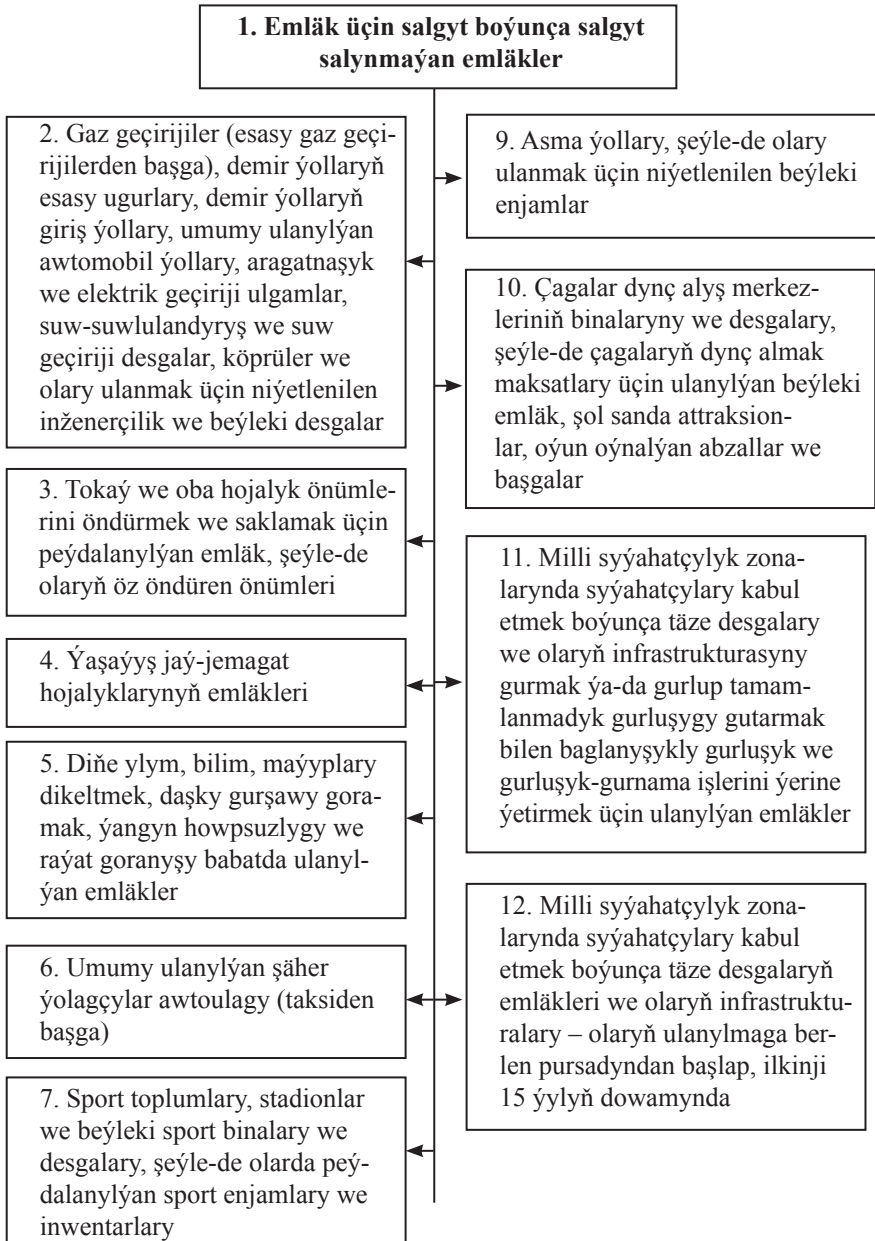 1. Emläk üçin salgyt boýunça salgyt
salynmaýan emläkler
2. Gaz geçirijiler (esasy gaz geçi-
rijilerden başga), demir ýollaryň
esasy ugurlary, demir ýollaryň
giriş ýollary, umumy ulanylýan
awtomobil ýollary, aragatnaşyk
we elektrik geçiriji ulgamlar,
suw-suwlulandyryş we suw
geçiriji desgalar, köprüler we
olary ulanmak üçin niýetlenilen
inženerçilik we beýleki desgalar
3. Tokaý we oba hojalyk önümle-
rini öndürmek we saklamak üçin
peýdalanylýan emläk, şeýle-de
olaryň öz öndüren önümleri
4. Ýaşaýyş jaý-jemagat
hojalyklarynyň emläkleri
5. Diňe ylym, bilim, maýyplary
dikeltmek, daşky gurşawy gora-
mak, ýangyn howpsuzlygy we
raýat goranyşy babatda ulanyl-
ýan emläkler
6. Umumy ulanylýan şäher
ýolagçylar awtoulagy (taksiden
başga)
7. Sport toplumlary, stadionlar
we beýleki sport binalary we
desgalary, şeýle-de olarda peý-
dalanylýan sport enjamlary we
inwentarlary
9. Asma ýollary, şeýle-de olary
ulanmak üçin niýetlenilen beýleki
enjamlar
10. Çagalar dynç alyş merkez-
leriniň binalaryny we desgalary,
şeýle-de çagalaryň dynç almak
maksatlary üçin ulanylýan beýleki
emläk, şol sanda attraksion-
lar, oýun oýnalýan abzallar we
başgalar
11. Milli syýahatçylyk zona-
larynda syýahatçylary kabul
etmek boýunça täze desgalary
we olaryň infrastrukturasyny
gurmak ýa-da gurlup tamam-
lanmadyk gurluşygy gutarmak
bilen baglanyşykly gurluşyk we
gurluşyk-gurnama işlerini ýerine
ýetirmek üçin ulanylýan emläkler
12. Milli syýahatçylyk zona-
larynda syýahatçylary kabul
etmek boýunça täze desgalaryň
emläkleri we olaryň infrastruktu-
ralary – olaryň ulanylmaga ber-
len pursadyndan başlap, ilkinji
15 ýylyň dowamynda